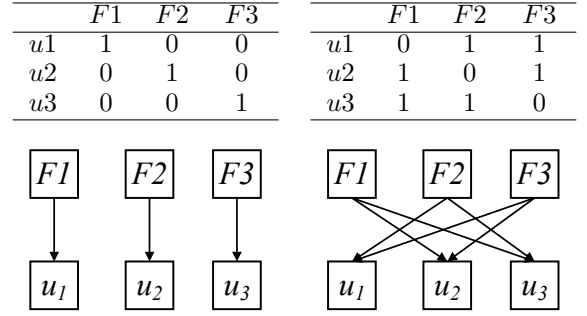 F1 F2 F3
u1 1 0 0
u2 0 1 0
u3 0 0 1
F1 F2 F3
u1 0 1 1
u2 1 0 1
u3 1 1 0
F1 F2 F3
u1 u2 u3
F1 F2 F3
u1 u2 u3